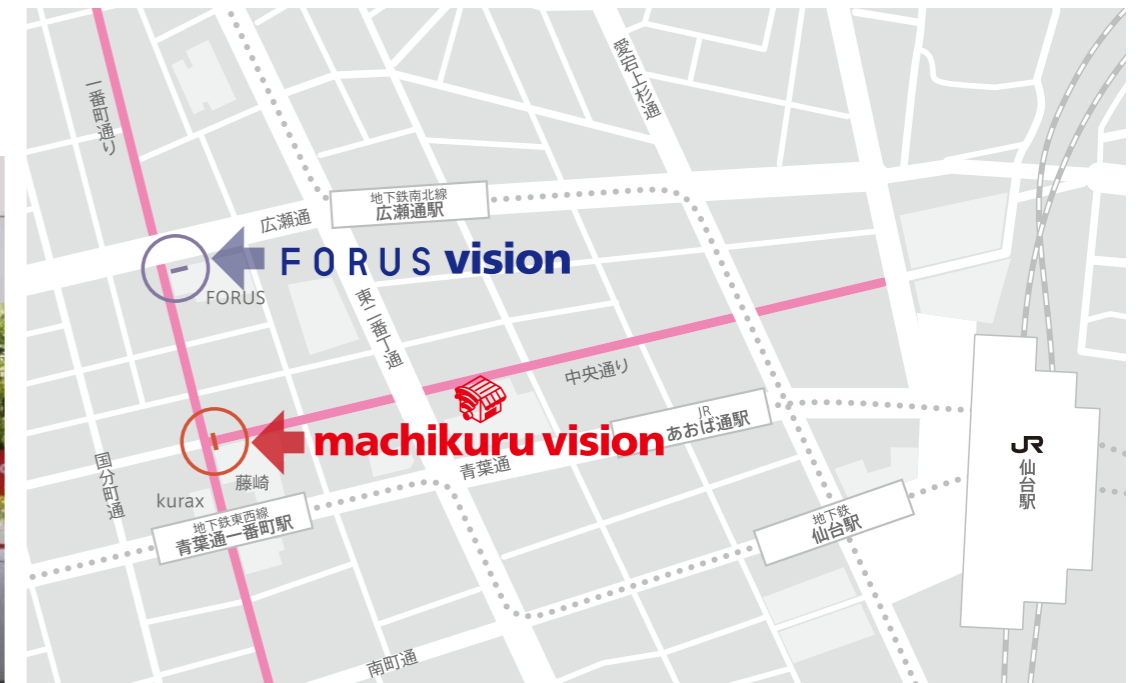 一番町通り
愛宕上杉通
地下鉄南北線
広瀬通駅
広瀬通
FORUS vision
FORUS
東二番丁通
中央通り
JR
あおば通駅
machikuru vision
青葉通
国分町通
藤崎
kurax
地下鉄東西線
青葉通一番町駅
地下鉄
仙台駅
JR
仙台駅
南町通